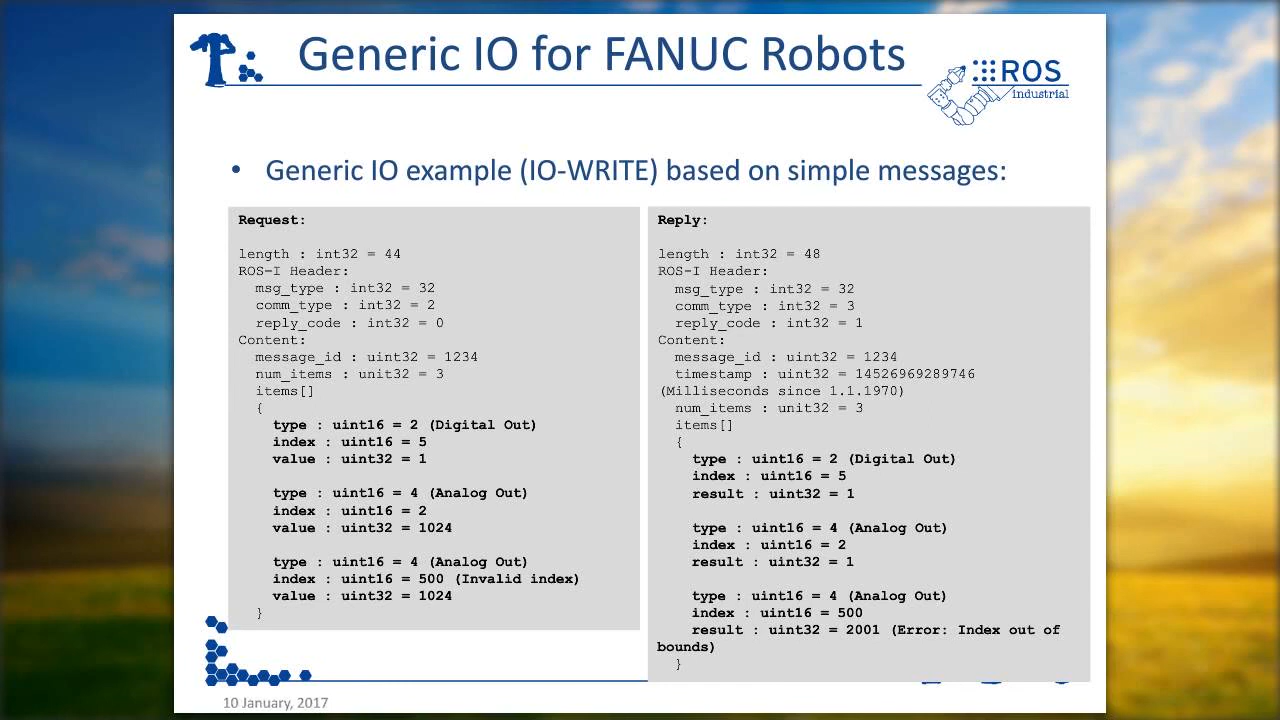 Generic IO for FANUC Robots
ROS
industrial
• Generic IO example (IO-WRITE) based on simple messages:
Request:
length : int32 = 44
ROS-I Header:
msg_type : int32 = 32
comm_type : int32 = 2
reply_code : int32 = 0
Content:
message_id : uint32 = 1234
num_items : unit32 = 3
items[]
{
type : uint16 = 2 (Digital Out)
index : uint16 = 5
value : uint32 = 1
type : uint16 = 4 (Analog Out)
index : uint16 = 2
value : uint32 = 1024
type : uint16 = 4 (Analog Out)
index : uint16 = 500 (Invalid index)
value : uint32 = 1024
}
Reply:
length : int32 = 48
ROS-I Header:
msg_type : int32 = 32
comm_type : int32 = 3
reply_code : int32 = 1
Content:
message_id : uint32 = 1234
timestamp : uint32 = 14526969289746
(Milliseconds since 1.1.1970)
num_items : unit32 = 3
items[]
{
type : uint16 = 2 (Digital Out)
index : uint16 = 5
result : uint32 = 1
type : uint16 = 4 (Analog Out)
index : uint16 = 2
result : uint32 = 1
type : uint16 = 4 (Analog Out)
index : uint16 = 500
result : uint32 = 2001 (Error: Index out of
bounds)
}
10 January, 2017